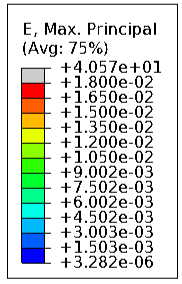 E, Max. Principal
(Avg: 75%)
+4.057e+01
+1.800e-02
+1.650e-02
+1.500e-02
+1.350e-02
+1.200e-02
+1.050e-02
+9.002e-03
+7.502e-03
+6.002e-03
+4.502e-03
+3.003e-03
+1.503e-03
+3.282e-06